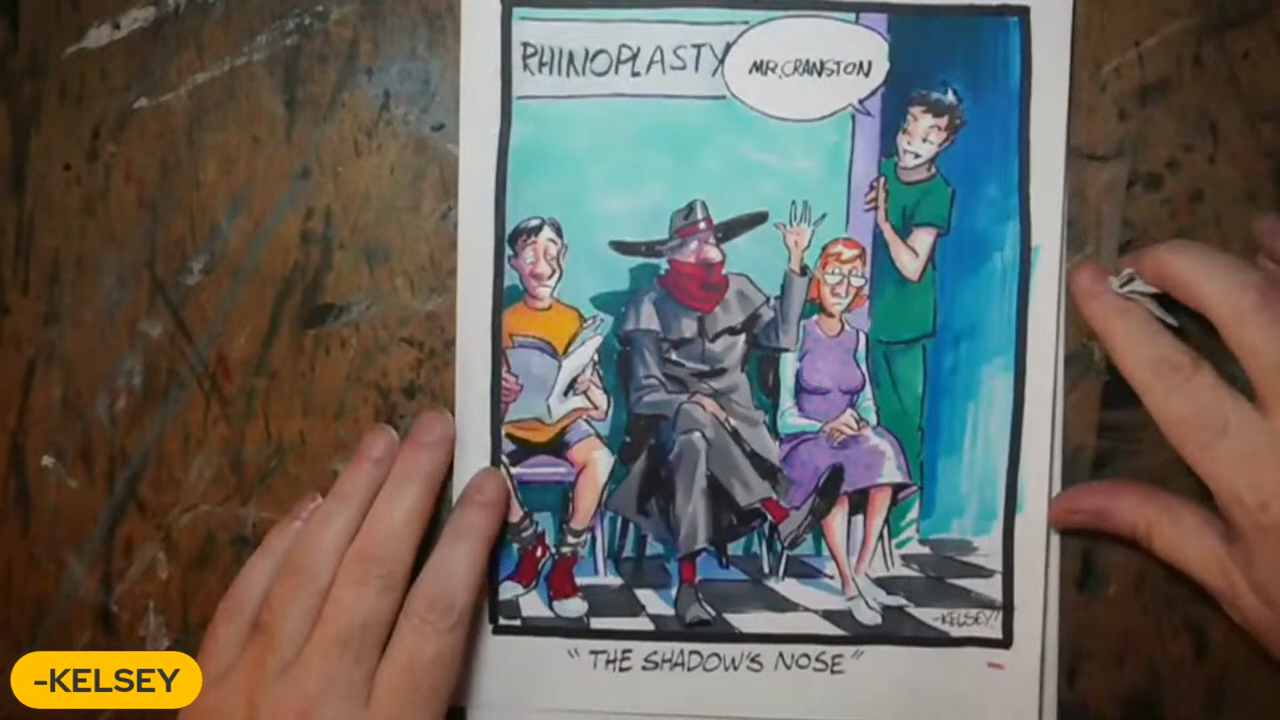 RHINOPLASTY
MR. CRANSTON
-KELSEY!!
"THE SHADOW'S NOSE"
-KELSEY